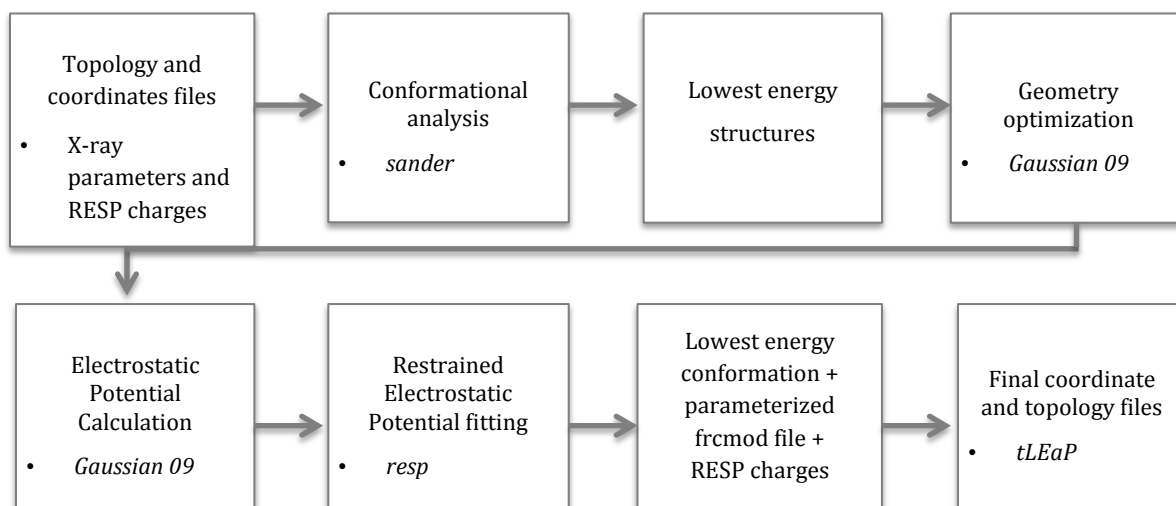 Topology and
coordinates files
• X-ray
parameters and
RESP charges
Conformational
analysis
• sander
Lowest energy
structures
Geometry
optimization
• Gaussian 09
Electrostatic
Potential
Calculation
• Gaussian 09
Restrained
Electrostatic
Potential fitting
• resp
Lowest energy
conformation +
parameterized
frcmod file +
RESP charges
Final coordinate
and topology files
• tLEaP